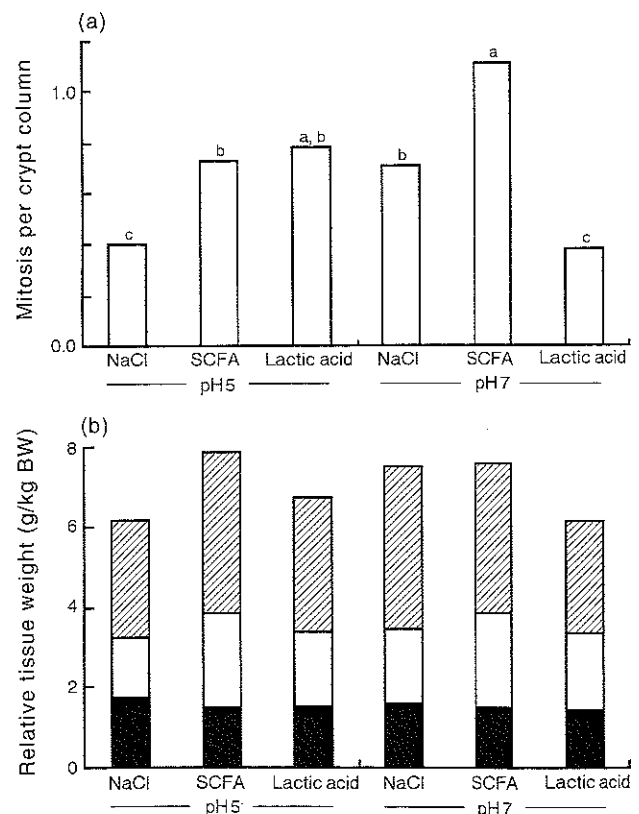 (a)
Mitosis per crypt column
1.0
0.0
c
b
a, b
b
a
c
NaCl SCFA Lactic acid NaCl SCFA Lactic acid
pH5 pH7
(b)
Relative tissue weight (g/kg BW)
8
6
4
2
0
NaCl SCFA Lactic acid NaCl SCFA Lactic acid
pH5 pH7